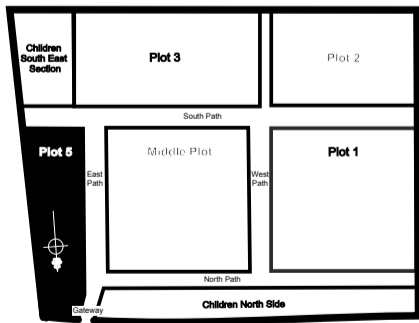 Children
South East
Section
Plot 3
Plot 2
South Path
Plot 5
East
Path
Middle Plot
West
Path
Plot 1
North Path
Gateway
Children North Side